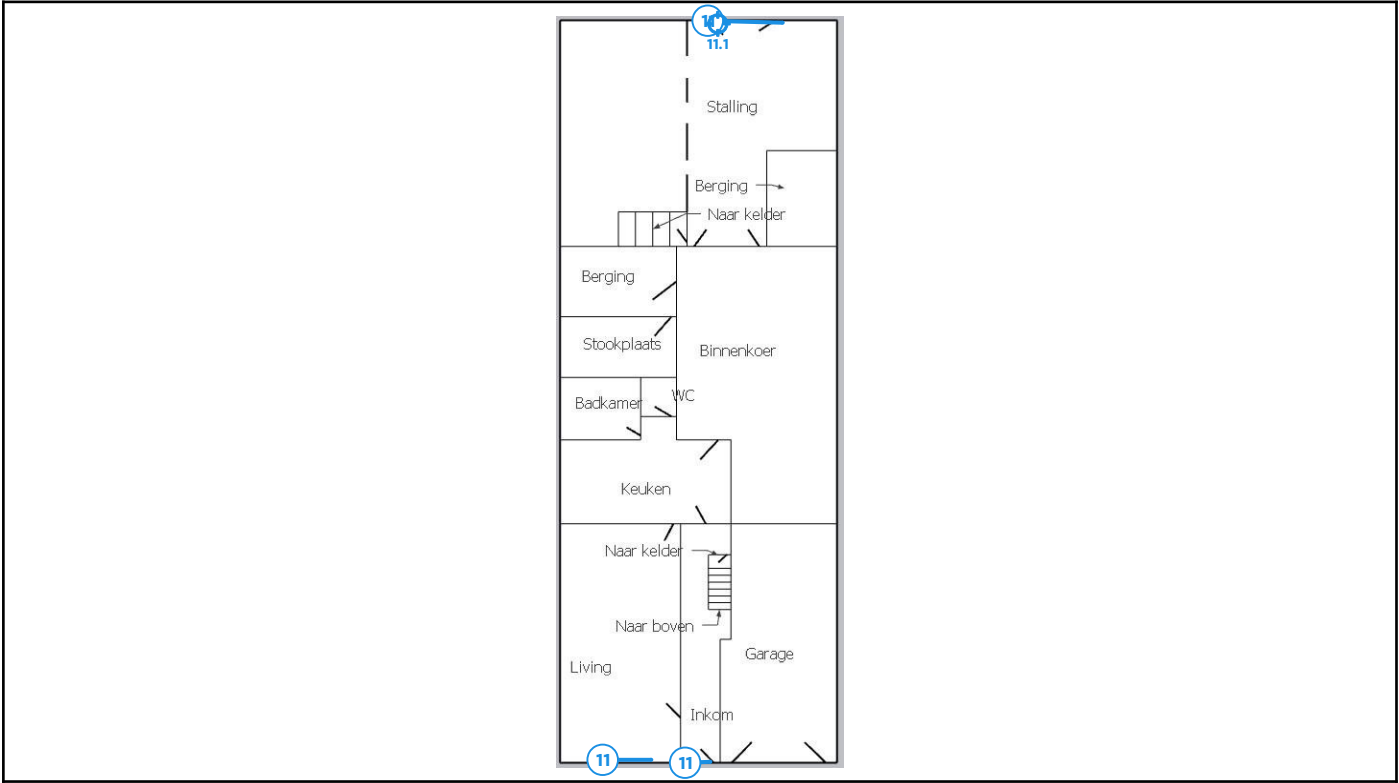 11
11.1
Stalling
Berging
Naar kelder
Berging
Stookplaats
Binnenkoer
WC
Badkamer
Keuken
Naar kelder
Naar boven
Garage
Living
Inkom
11
11